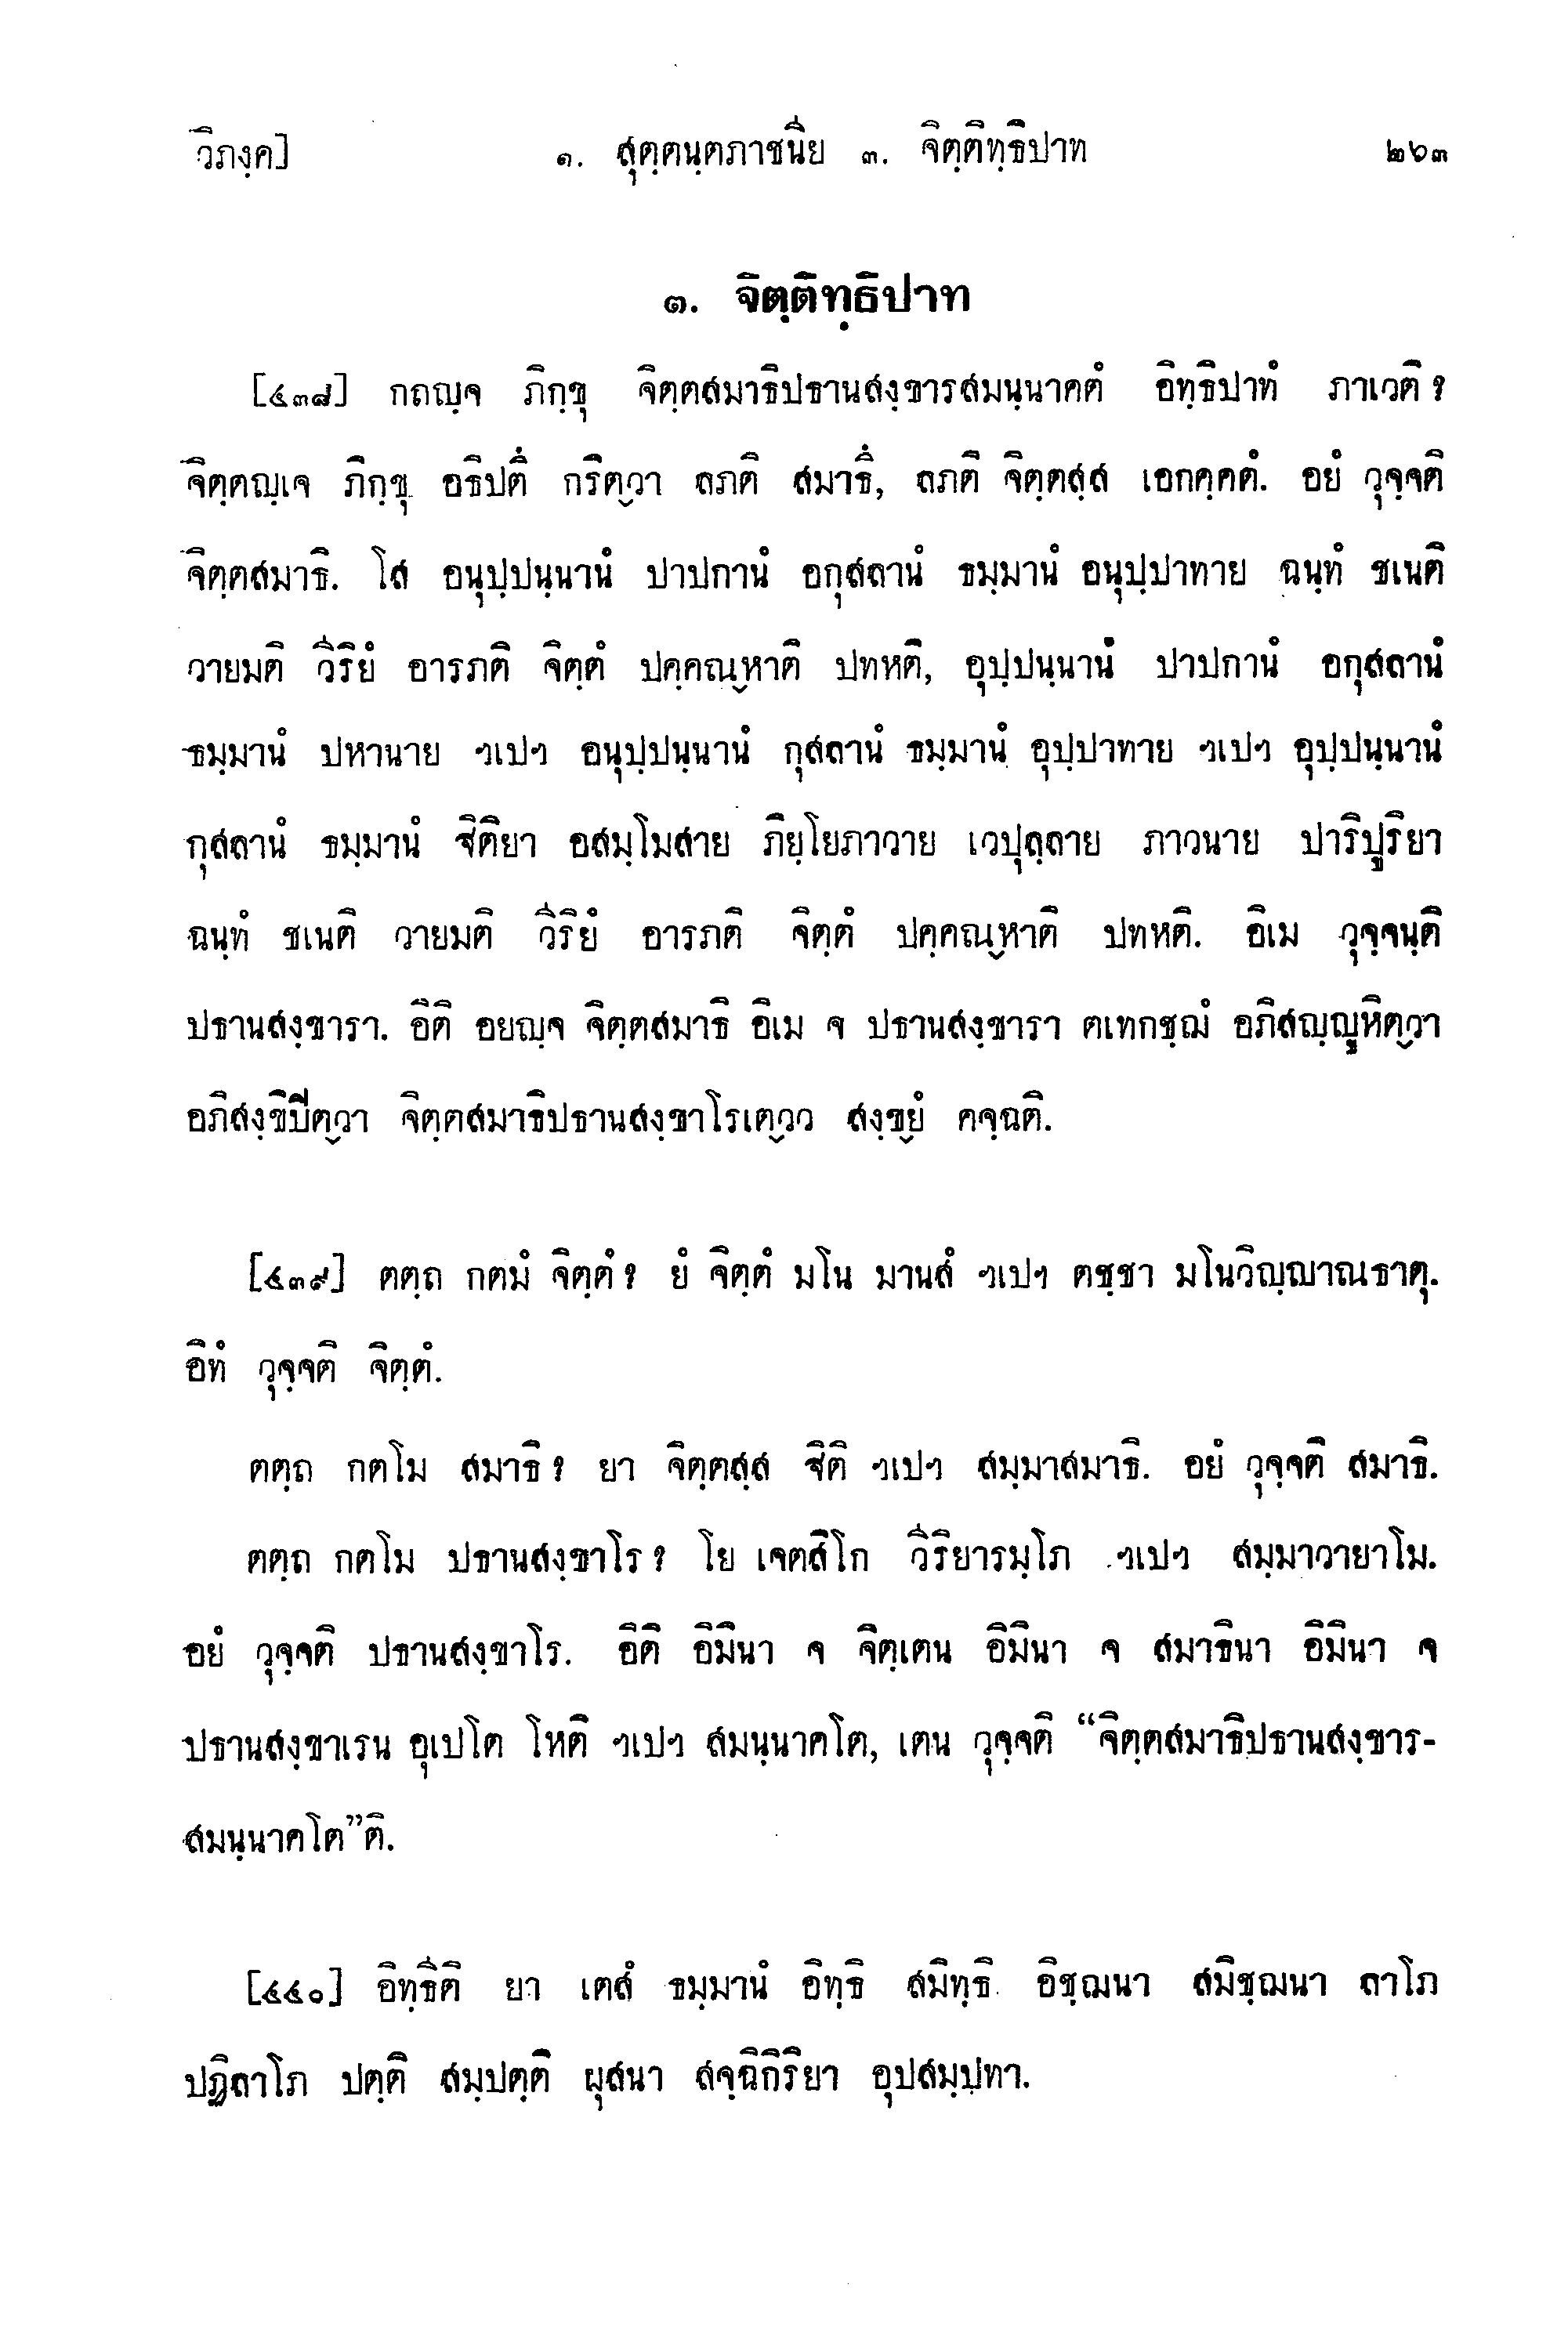 วิภงฺค] ๑. สุตฺตนฺตภาชนีย ๓. จิตฺติทฺธิปาท ๒๖๓
๓. จิตฺติทฺธิปาท
[๔๓๘] กถญฺจ ภิกฺขุ จิตฺตสมาธิปธานสงฺขารสมนฺนาคตํ อิทฺธิปาทํ ภาเวติ?
จิตฺตญฺเจ ภิกฺขุ อธิปตึ กริตฺวา ลภติ สมาธึ, ลภติ จิตฺตสฺส เอกคฺคตํ. อยํ วุจฺจติ
จิตฺตสมาธิ. โส อนุปฺปนฺนานํ ปาปกานํ อกุสลานํ ธมฺมานํ อนุปฺปาทาย ฉนฺทํ ชเนติ
วายมติ วีริยํ อารภติ จิตฺตํ ปคฺคณฺหาติ ปทหติ, อุปฺปนฺนานํ ปาปกานํ อกุสลานํ
ธมฺมานํ ปหานาย ฯเปฯ อนุปฺปนฺนานํ กุสลานํ ธมฺมานํ อุปฺปาทาย ฯเปฯ อุปฺปนฺนานํ
กุสลานํ ธมฺมานํ ฐิติยา อสมฺโมสาย ภิยฺโยภาวาย เวปุลฺลาย ภาวนาย ปาริปูริยา
ฉนฺทํ ชเนติ วายมติ วีริยํ อารภติ จิตฺตํ ปคฺคณฺหาติ ปทหติ. อิเม วุจฺจนฺติ
ปธานสงฺขารา. อิติ อยญฺจ จิตฺตสมาธิ อิเม จ ปธานสงฺขารา ตเทกชฺฌํ อภิสญฺญูหิตฺวา
อภิสงฺขิปิตฺวา จิตฺตสมาธิปธานสงฺขาโรเตฺวว สงฺขฺยํ คจฺฉติ.
[๔๓๙] ตตฺถ กตมํ จิตฺตํ? ยํ จิตฺตํ มโน มานสํ ฯเปฯ ตชฺชา มโนวิญฺญาณธาตุ.
อิทํ วุจฺจติ จิตฺตํ.
ตตฺถ กตโม สมาธิ? ยา จิตฺตสฺส ฐิติ ฯเปฯ สมฺมาสมาธิ. อยํ วุจฺจติ สมาธิ.
ตตฺถ กตโม ปธานสงฺขาโร? โย เจตสิโก วีริยารมฺโภ ฯเปฯ สมฺมาวายาโม.
อยํ วุจฺจติ ปธานสงฺขาโร. อิติ อิมินา จ จิตฺเตน อิมินา จ สมาธินา อิมินา จ
ปธานสงฺขาเรน อุเปโต โหติ ฯเปฯ สมนฺนาคโต, เตน วุจฺจติ “จิตฺตสมาธิปธานสงฺขาร-
สมนฺนาคโต”ติ.
[๔๔๐] อิทฺธีติ ยา เตสํ ธมฺมานํ อิทฺธิ สมิทฺธิ อิชฺฌนา สมิชฺฌนา ลาโภ
ปฏิลาโภ ปตฺติ สมฺปตฺติ ผุสนา สจฺฉิกิริยา อุปสมฺปทา.